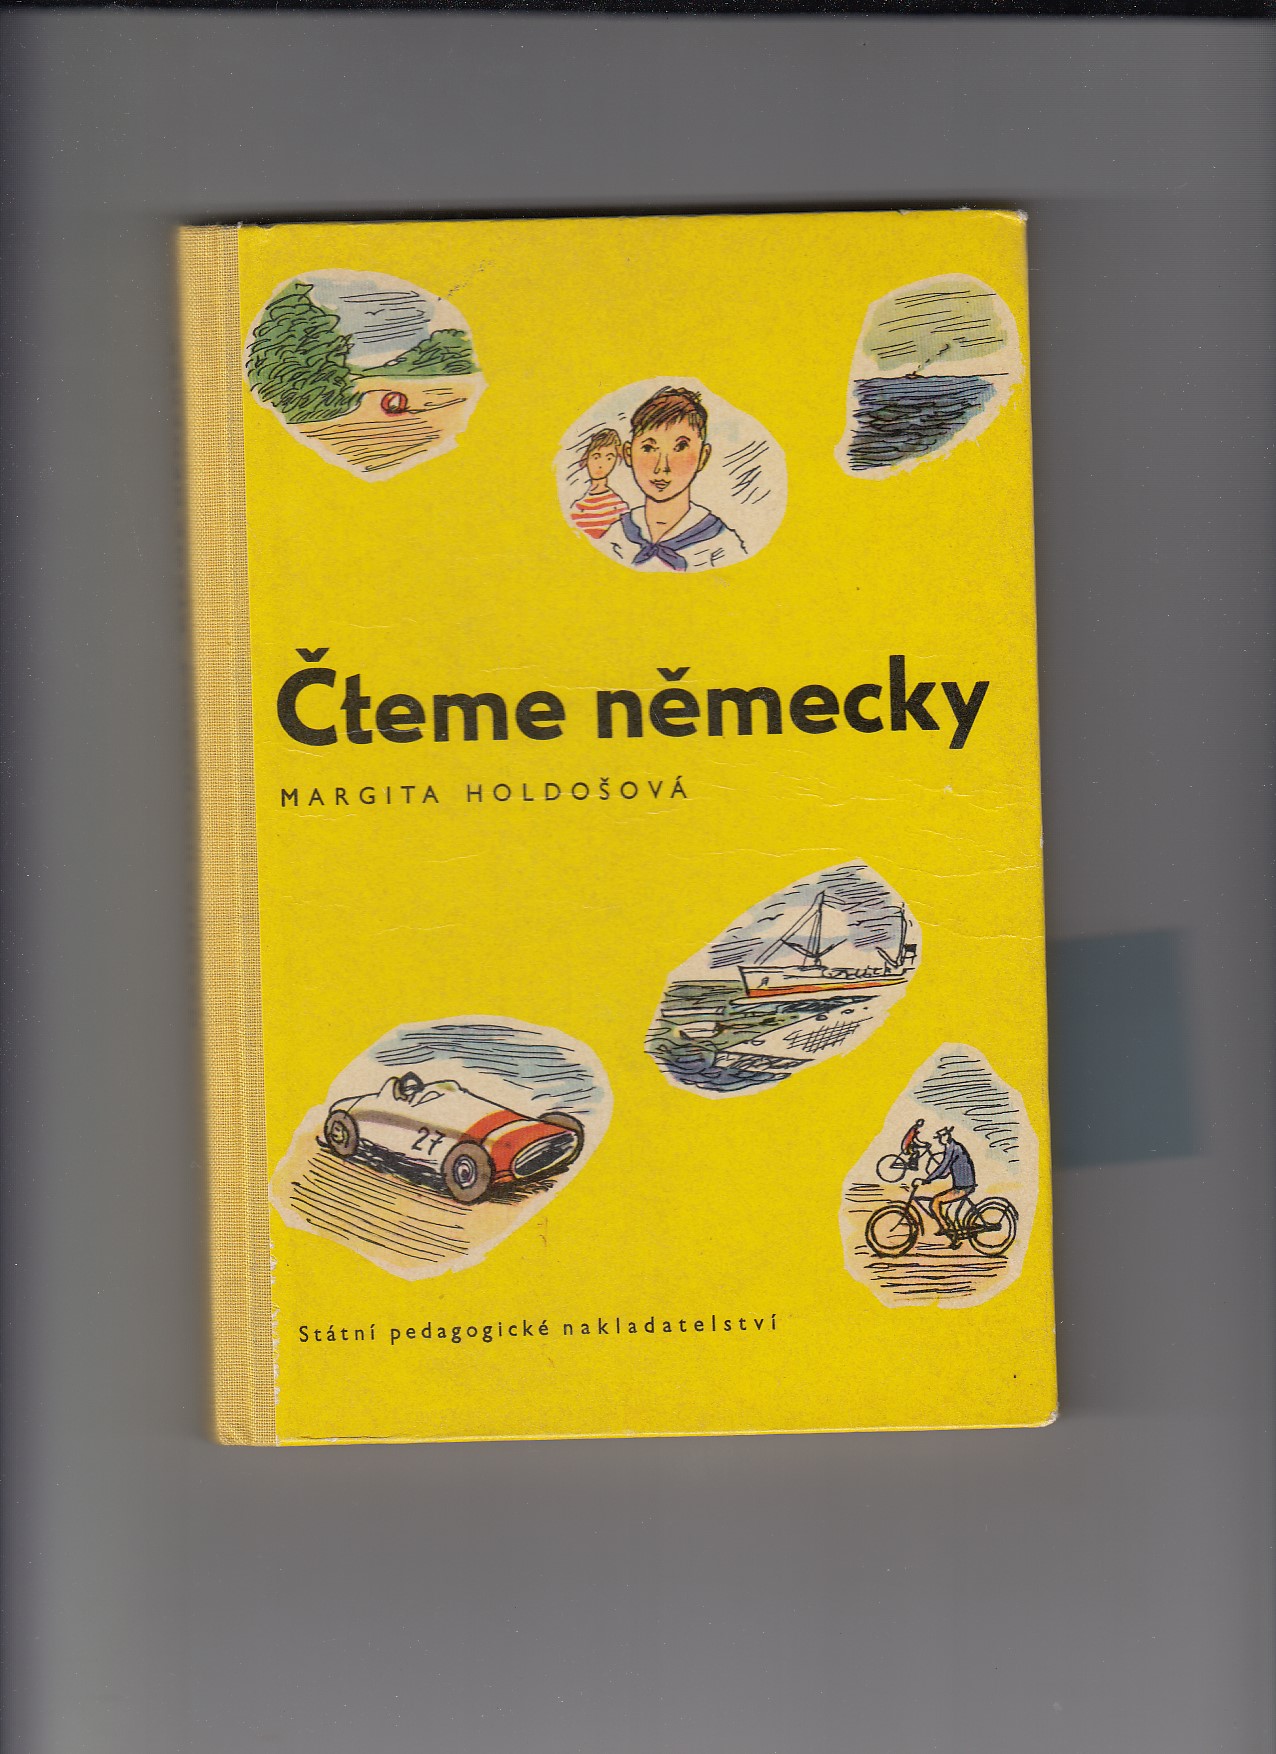 Čteme německy
MARGITA HOLDOŠOVÁ
27
Státní pedagogické nakladatelství